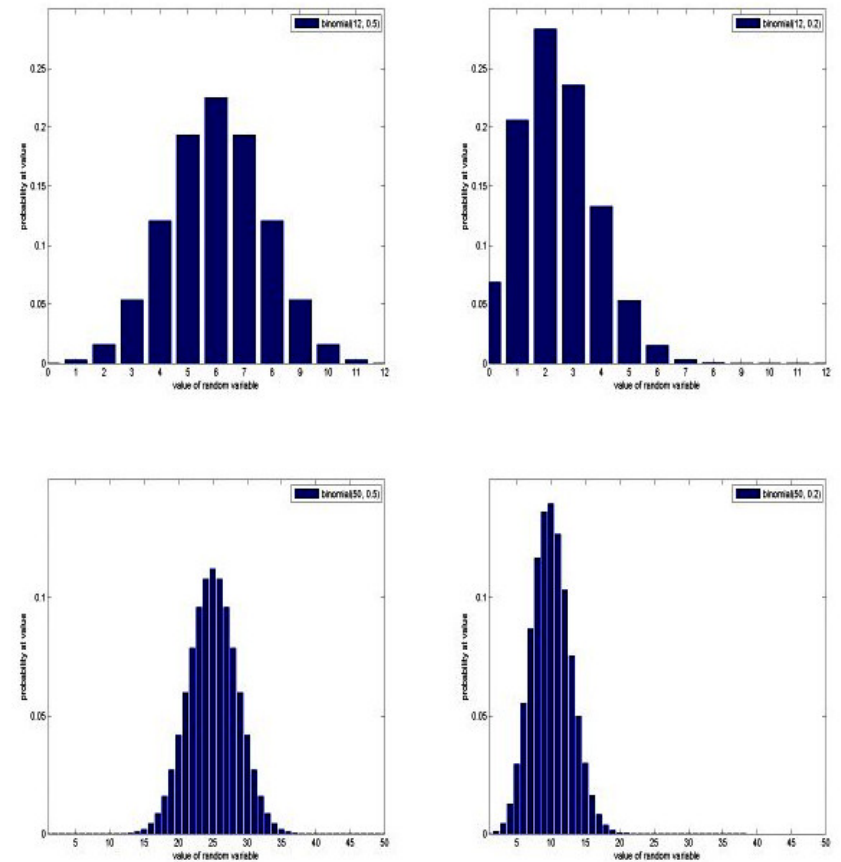 binomial(12, 0.5)
0.25
0.2
0.15
0.1
0.05
0
probability at value
0 1 2 3 4 5 6 7 8 9 10 11 12
value of random variable
binomial(12, 0.2)
0.25
0.2
0.15
0.1
0.05
0
probability at value
0 1 2 3 4 5 6 7 8 9 10 11 12
value of random variable
binomial(50, 0.5)
0.1
0.05
0
probability at value
5 10 15 20 25 30 35 40 45 50
value of random variable
binomial(50, 0.2)
0.1
0.05
0
probability at value
5 10 15 20 25 30 35 40 45 50
value of random variable